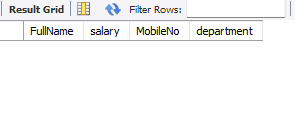 Result Grid Filter Rows:
FullName salary MobileNo department